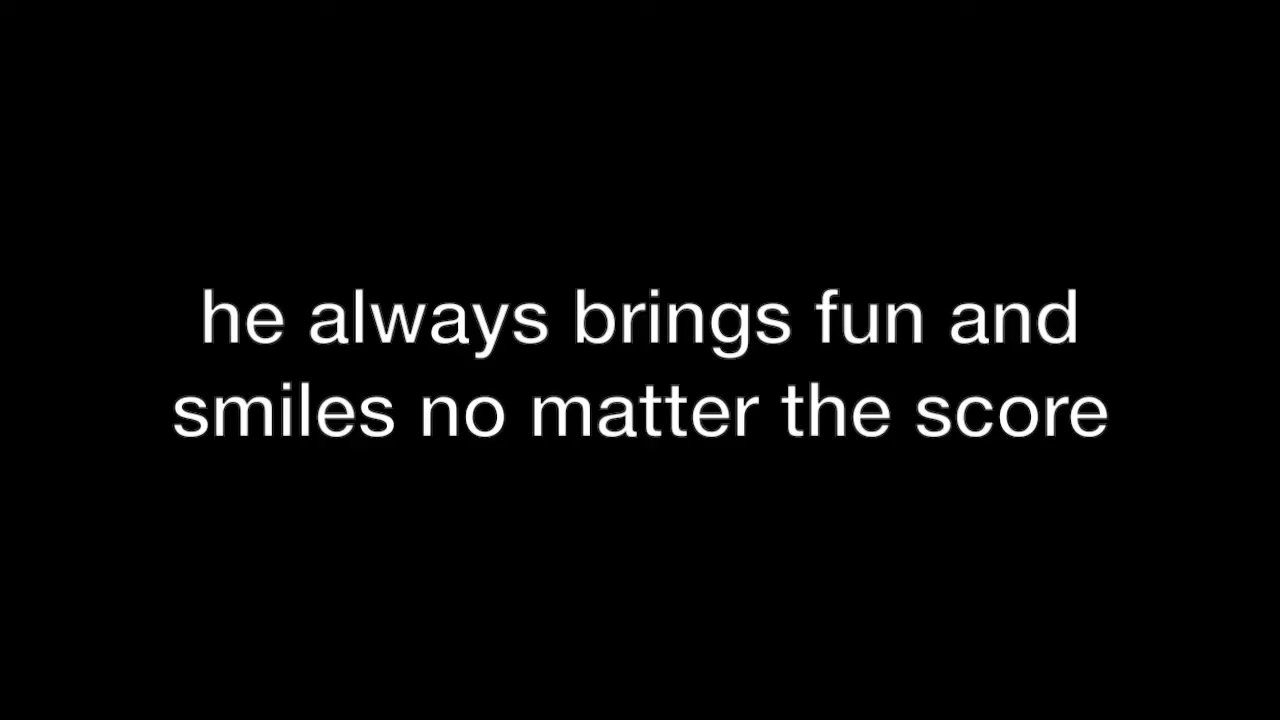 he always brings fun and
smiles no matter the score